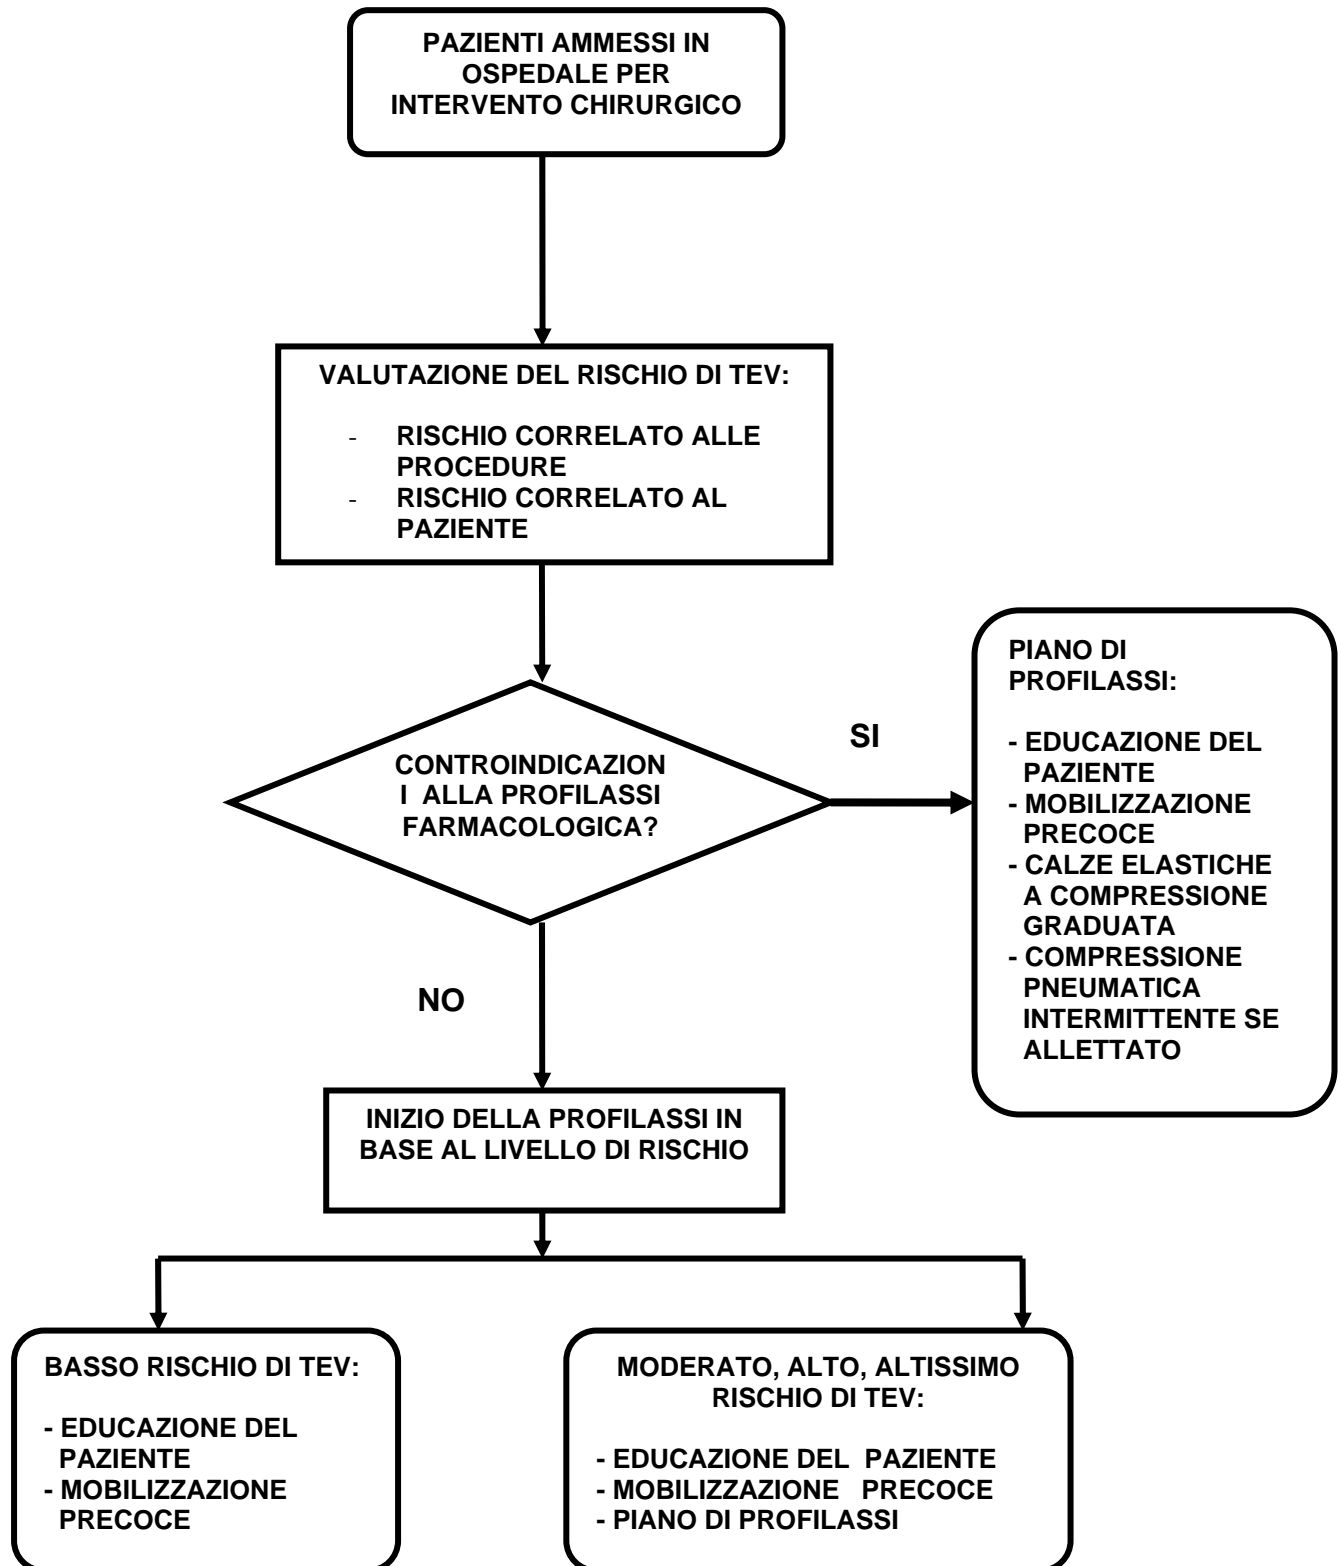 PAZIENTI AMMESSI IN
OSPEDALE PER
INTERVENTO CHIRURGICO
VALUTAZIONE DEL RISCHIO DI TEV:
- RISCHIO CORRELATO ALLE
PROCEDURE
- RISCHIO CORRELATO AL
PAZIENTE
CONTROINDICAZION
I ALLA PROFILASSI
FARMACOLOGICA?
SI
PIANO DI
PROFILASSI:
- EDUCAZIONE DEL
PAZIENTE
- MOBILIZZAZIONE
PRECOCE
- CALZE ELASTICHE
A COMPRESSIONE
GRADUATA
- COMPRESSIONE
PNEUMATICA
INTERMITTENTE SE
ALLETTATO
NO
INIZIO DELLA PROFILASSI IN
BASE AL LIVELLO DI RISCHIO
BASSO RISCHIO DI TEV:
- EDUCAZIONE DEL
PAZIENTE
- MOBILIZZAZIONE
PRECOCE
MODERATO, ALTO, ALTISSIMO
RISCHIO DI TEV:
- EDUCAZIONE DEL PAZIENTE
- MOBILIZZAZIONE PRECOCE
- PIANO DI PROFILASSI